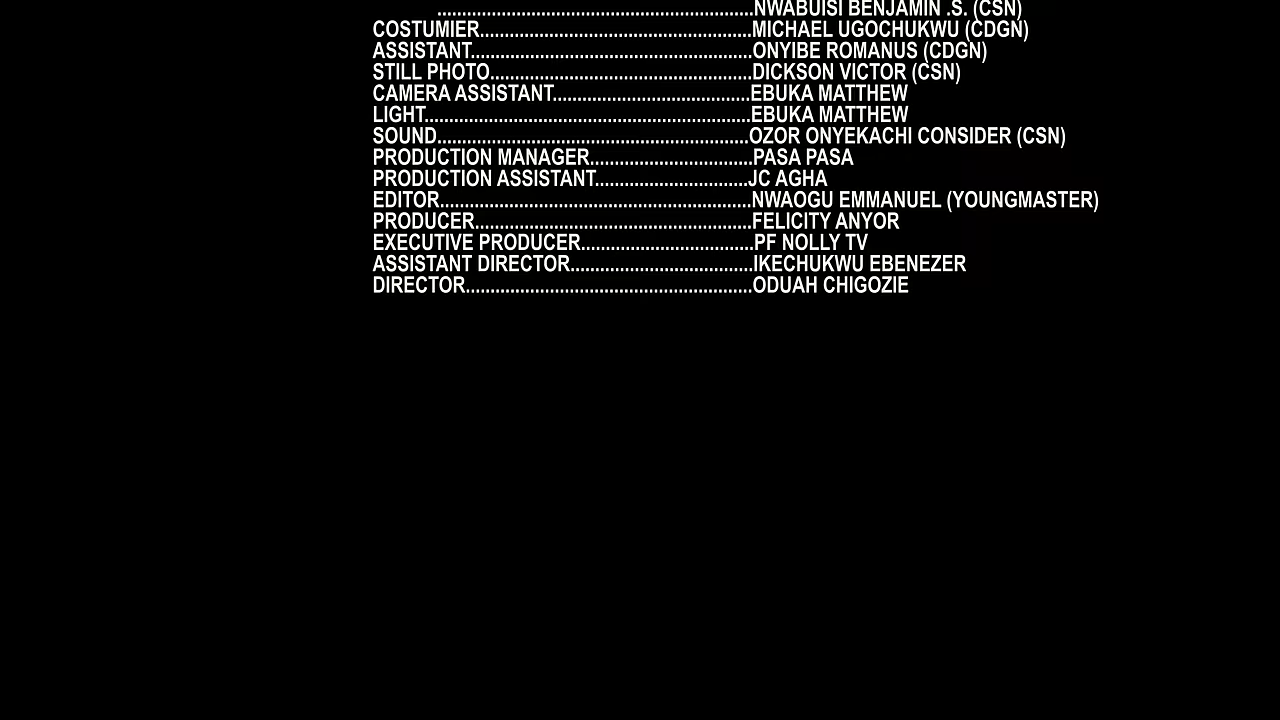 ................................................................NWABUISI BENJAMIN .S. (CSN)
COSTUMIER.......................................................MICHAEL UGOCHUKWU (CDGN)
ASSISTANT.........................................................ONYIBE ROMANUS (CDGN)
STILL PHOTO.....................................................DICKSON VICTOR (CSN)
CAMERA ASSISTANT........................................EBUKA MATTHEW
LIGHT..................................................................EBUKA MATTHEW
SOUND...............................................................OZOR ONYEKACHI CONSIDER (CSN)
PRODUCTION MANAGER.................................PASA PASA
PRODUCTION ASSISTANT...............................JC AGHA
EDITOR...............................................................NWAOGU EMMANUEL (YOUNGMASTER)
PRODUCER........................................................FELICITY ANYOR
EXECUTIVE PRODUCER...................................PF NOLLY TV
ASSISTANT DIRECTOR.....................................IKECHUKWU EBENEZER
DIRECTOR..........................................................ODUAH CHIGOZIE